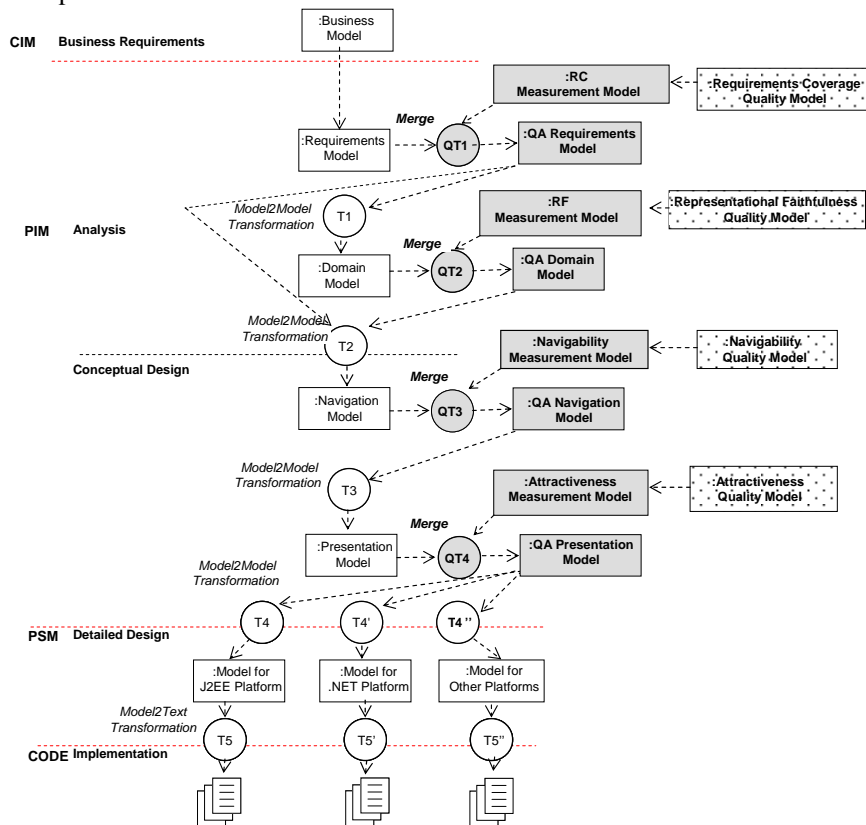 :Business
Model
CIM Business Requirements
:RC
Measurement Model
:Requirements Coverage
Quality Model
Merge
:Requirements
Model
QT1
:QA Requirements
Model
Model2Model
Transformation
T1
:RF
Measurement Model
:Representational Faithfulness
Quality Model
PIM Analysis
Merge
:Domain
Model
QT2
:QA Domain
Model
Model2Model
Transformation
T2
:Navigability
Measurement Model
:Navigability
Quality Model
Conceptual Design
Merge
:Navigation
Model
QT3
:QA Navigation
Model
Model2Model
Transformation
T3
:Attractiveness
Measurement Model
:Attractiveness
Quality Model
Merge
:Presentation
Model
QT4
:QA Presentation
Model
Model2Model
Transformation
T4
T4'
T4''
PSM Detailed Design
:Model for
J2EE Platform
:Model for
.NET Platform
:Model for
Other Platforms
Model2Text
Transformation
T5
T5'
T5''
CODE Implementation